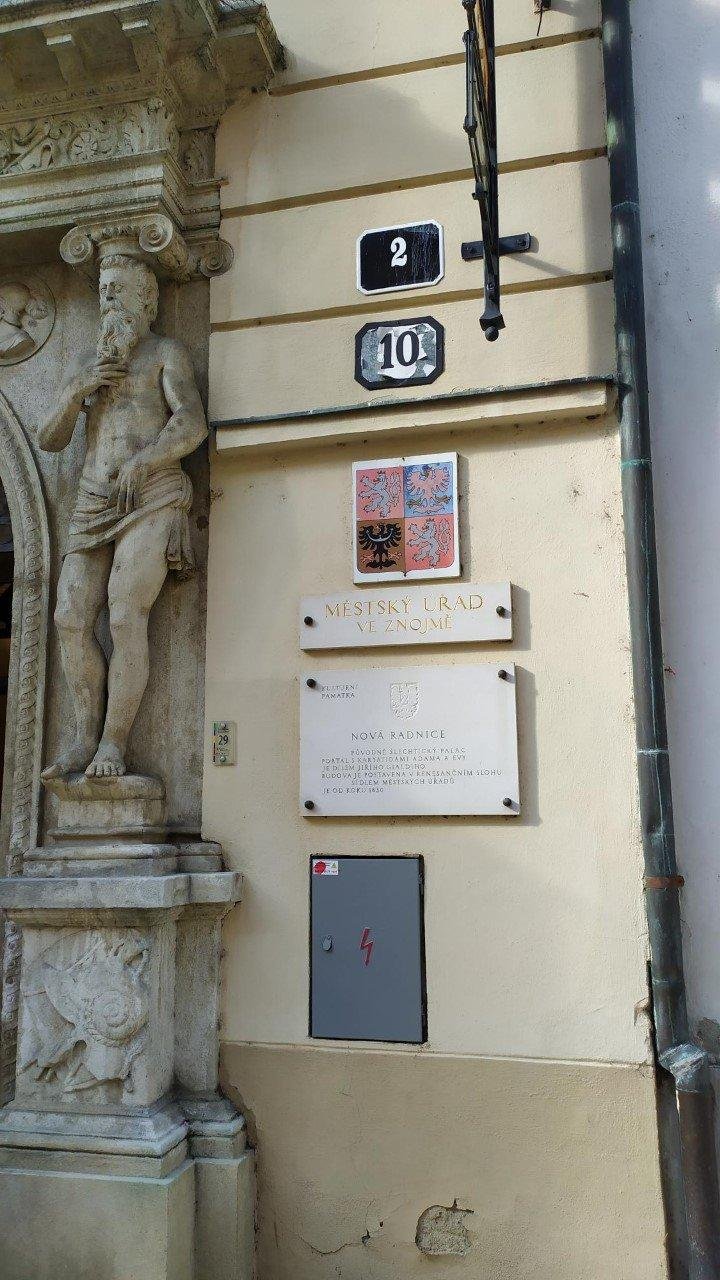 2
10
MĚSTSKÝ ÚŘAD
VE ZNOJMĚ
KULTURNÍ
PAMÁTKA
NOVÁ RADNICE
PŮVODNĚ ŠLECHTICKÝ PALÁC
PORTÁL S KARYATIDAMI ADAMA A EVY
JE DÍLEM JIŘÍHO GIALDIHO
BUDOVA JE POSTAVENA V RENESANČNÍM SLOHU
SÍDLEM MĚSTSKÝCH ÚŘADŮ
JE OD ROKU 1850
29